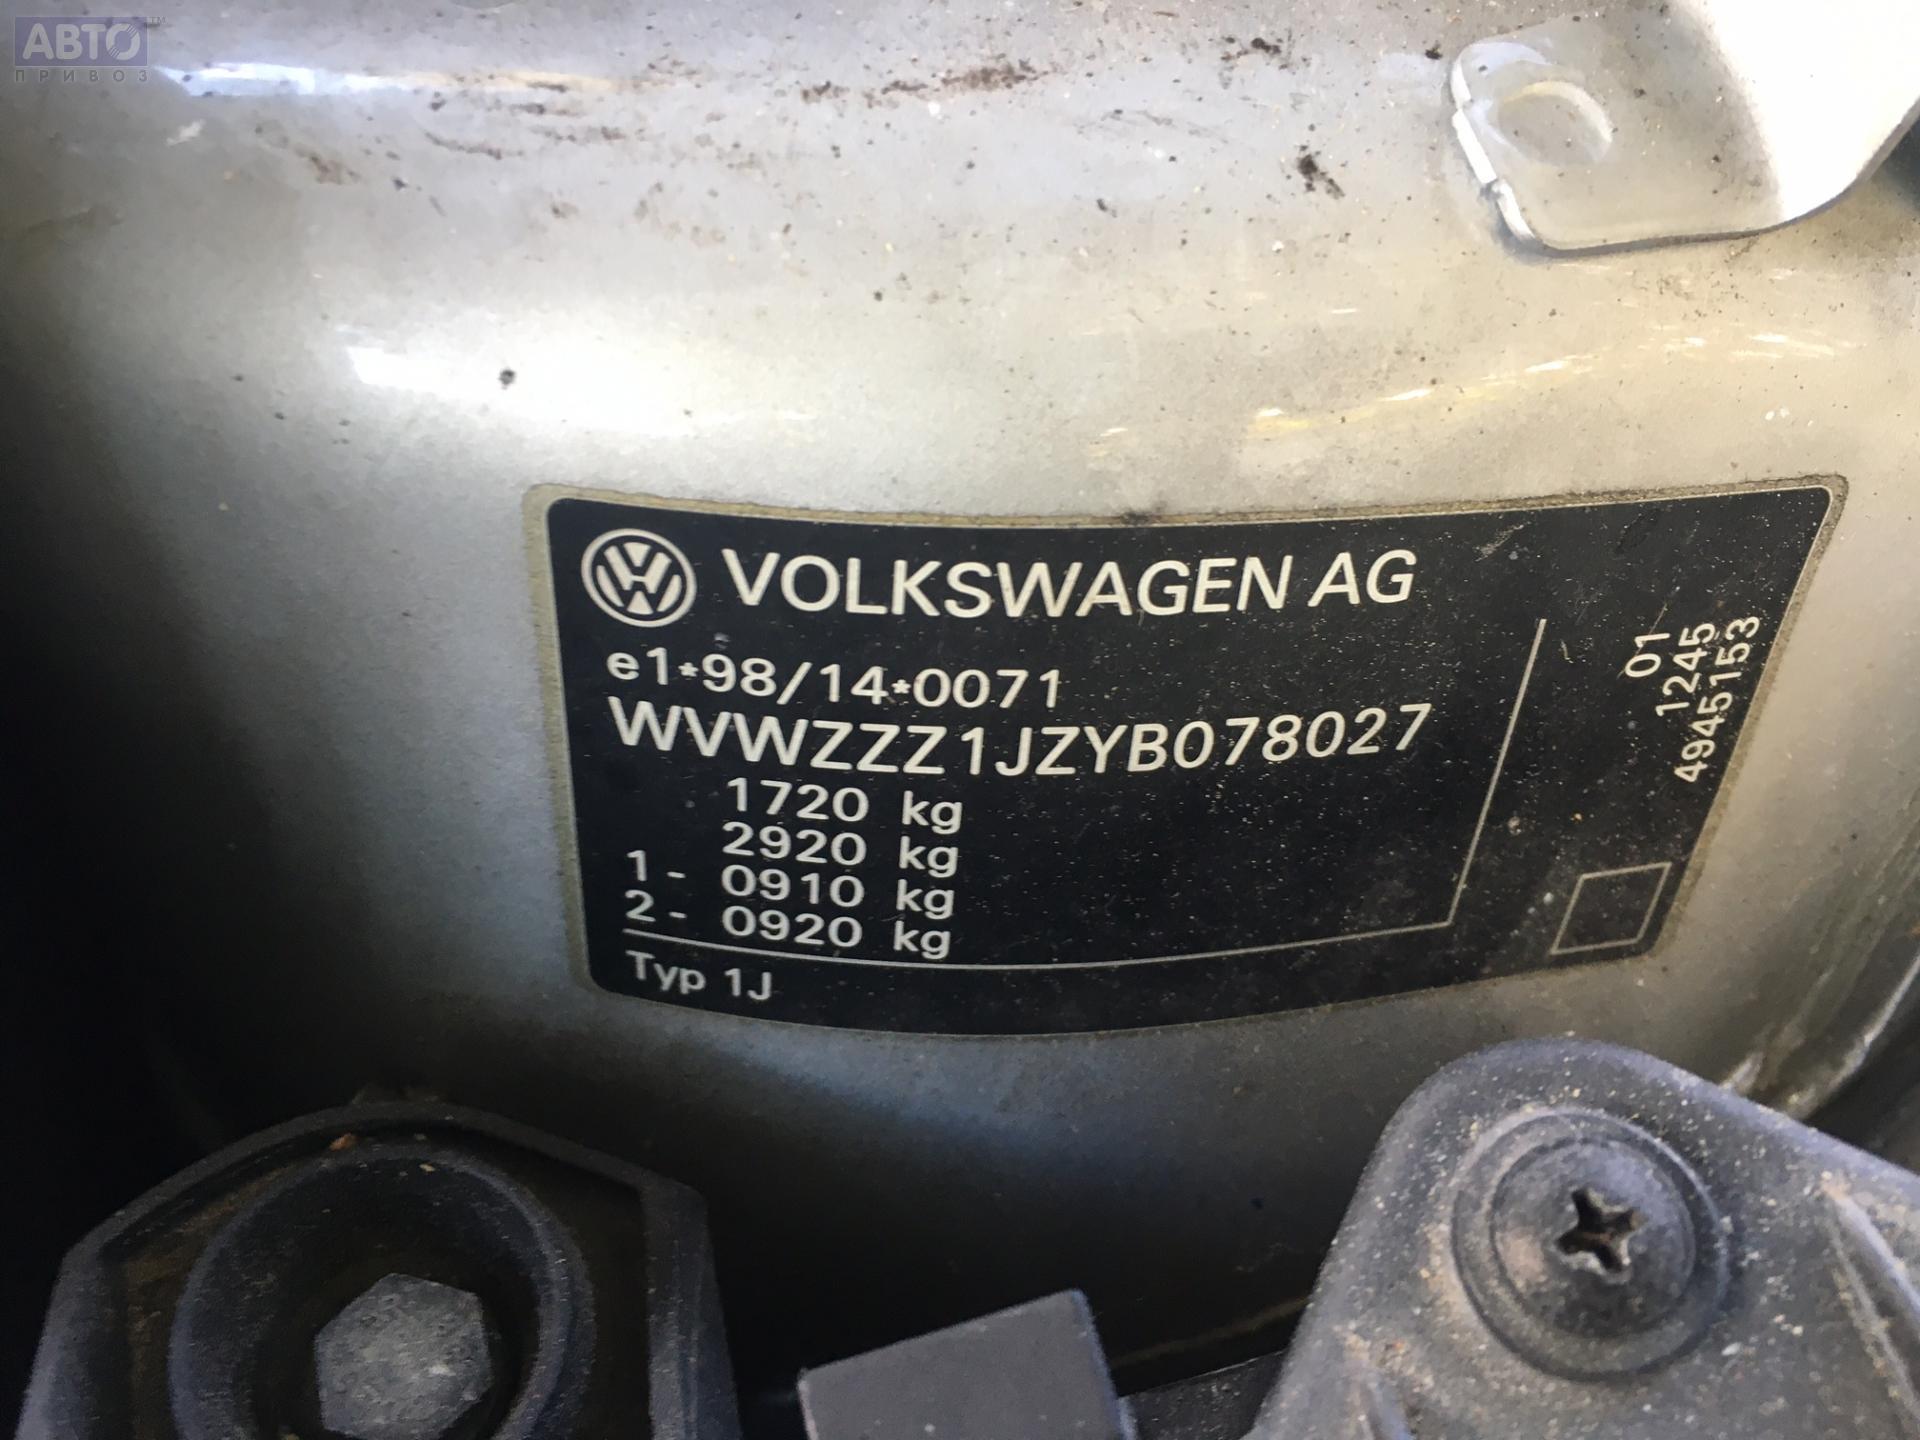 АВТО™
ПРИВОЗ
VOLKSWAGEN AG
e1*98/14*0071
WVWZZZ1JZYB078027
1720 kg
2920 kg
1 - 0910 kg
2 - 0920 kg
Typ 1J
01
1245
4945153